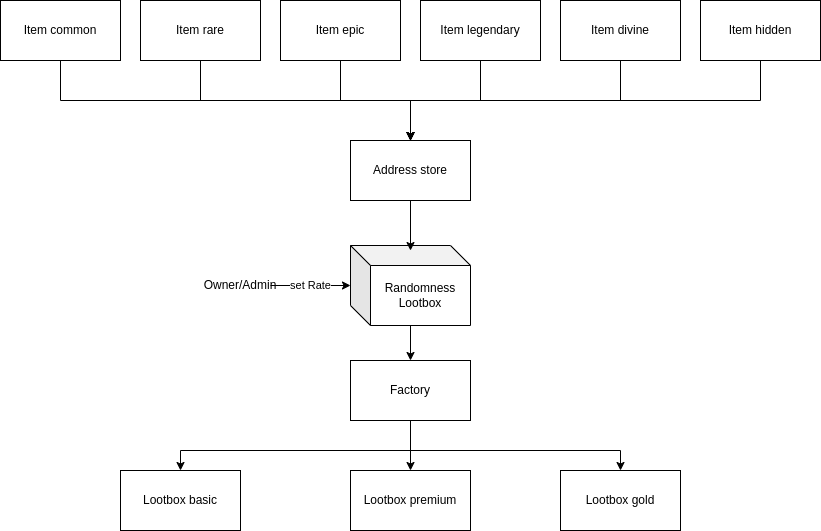 Item common
Item rare
Item epic
Item legendary
Item divine
Item hidden
Address store
Owner/Admin
set Rate
Randomness
Lootbox
Factory
Lootbox basic
Lootbox premium
Lootbox gold